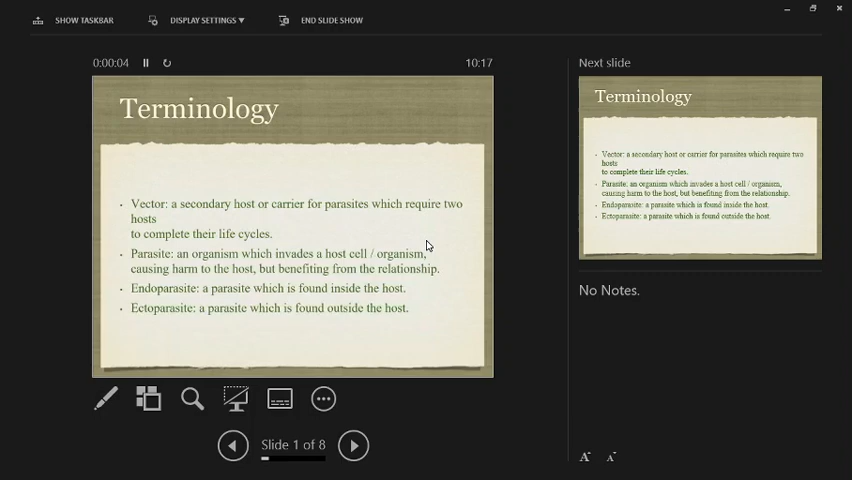 SHOW TASKBAR
DISPLAY SETTINGS ▼
END SLIDE SHOW
0:00:04
10:17
Terminology
• Vector: a secondary host or carrier for parasites which require two
hosts
to complete their life cycles.
• Parasite: an organism which invades a host cell / organism,
causing harm to the host, but benefiting from the relationship.
• Endoparasite: a parasite which is found inside the host.
• Ectoparasite: a parasite which is found outside the host.
Slide 1 of 8
Next slide
Terminology
• Vector: a secondary host or carrier for parasites which require two
hosts
to complete their life cycles.
• Parasite: an organism which invades a host cell / organism,
causing harm to the host, but benefiting from the relationship.
• Endoparasite: a parasite which is found inside the host.
• Ectoparasite: a parasite which is found outside the host.
No Notes.
A A